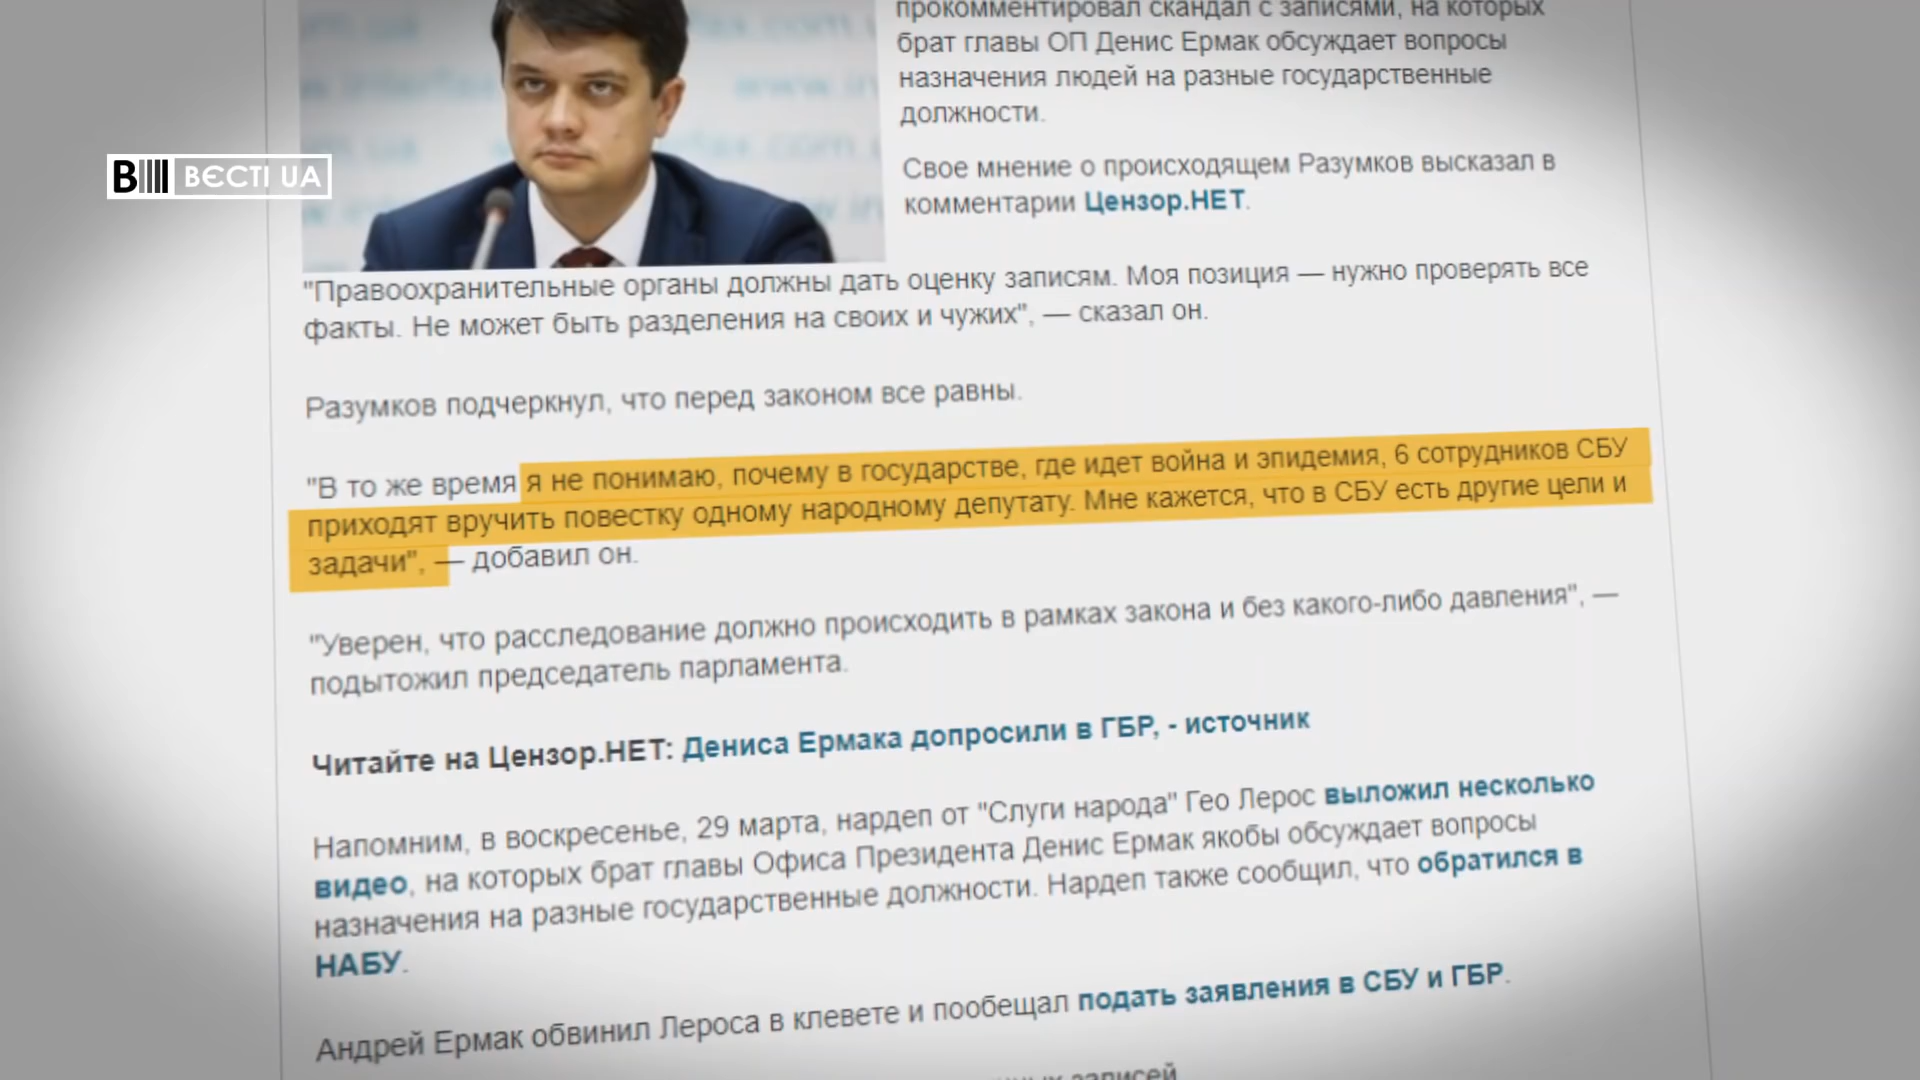 прокомментировал скандал с записями, на которых
брат главы ОП Денис Ермак обсуждает вопросы
назначения людей на разные государственные
должности.
Свое мнение о происходящем Разумков высказал в
комментарии Цензор.НЕТ.
В ВЄСТІ UA
"Правоохранительные органы должны дать оценку записям. Моя позиция — нужно проверять все
факты. Не может быть разделения на своих и чужих", — сказал он.
Разумков подчеркнул, что перед законом все равны.
"В то же время я не понимаю, почему в государстве, где идет война и эпидемия, 6 сотрудников СБУ
приходят вручить повестку одному народному депутату. Мне кажется, что в СБУ есть другие цели и
задачи", — добавил он.
"Уверен, что расследование должно происходить в рамках закона и без какого-либо давления", —
подытожил председатель парламента.
Читайте на Цензор.НЕТ: Дениса Ермака допросили в ГБР, - источник
Напомним, в воскресенье, 29 марта, нардеп от "Слуги народа" Гео Лерос выложил несколько
видео, на которых брат главы Офиса Президента Денис Ермак якобы обсуждает вопросы
назначения на разные государственные должности. Нардеп также сообщил, что обратился в
НАБУ.
Андрей Ермак обвинил Лероса в клевете и пообещал подать заявления в СБУ и ГБР.
записей